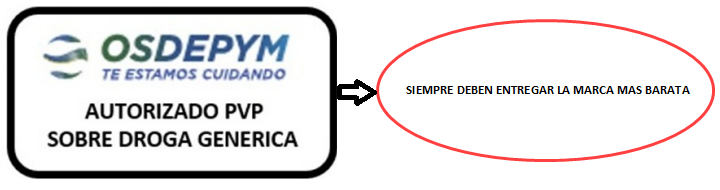 OSDEPYM
TE ESTAMOS CUIDANDO
AUTORIZADO PVP
SOBRE DROGA GENERICA
SIEMPRE DEBEN ENTREGAR LA MARCA MAS BARATA